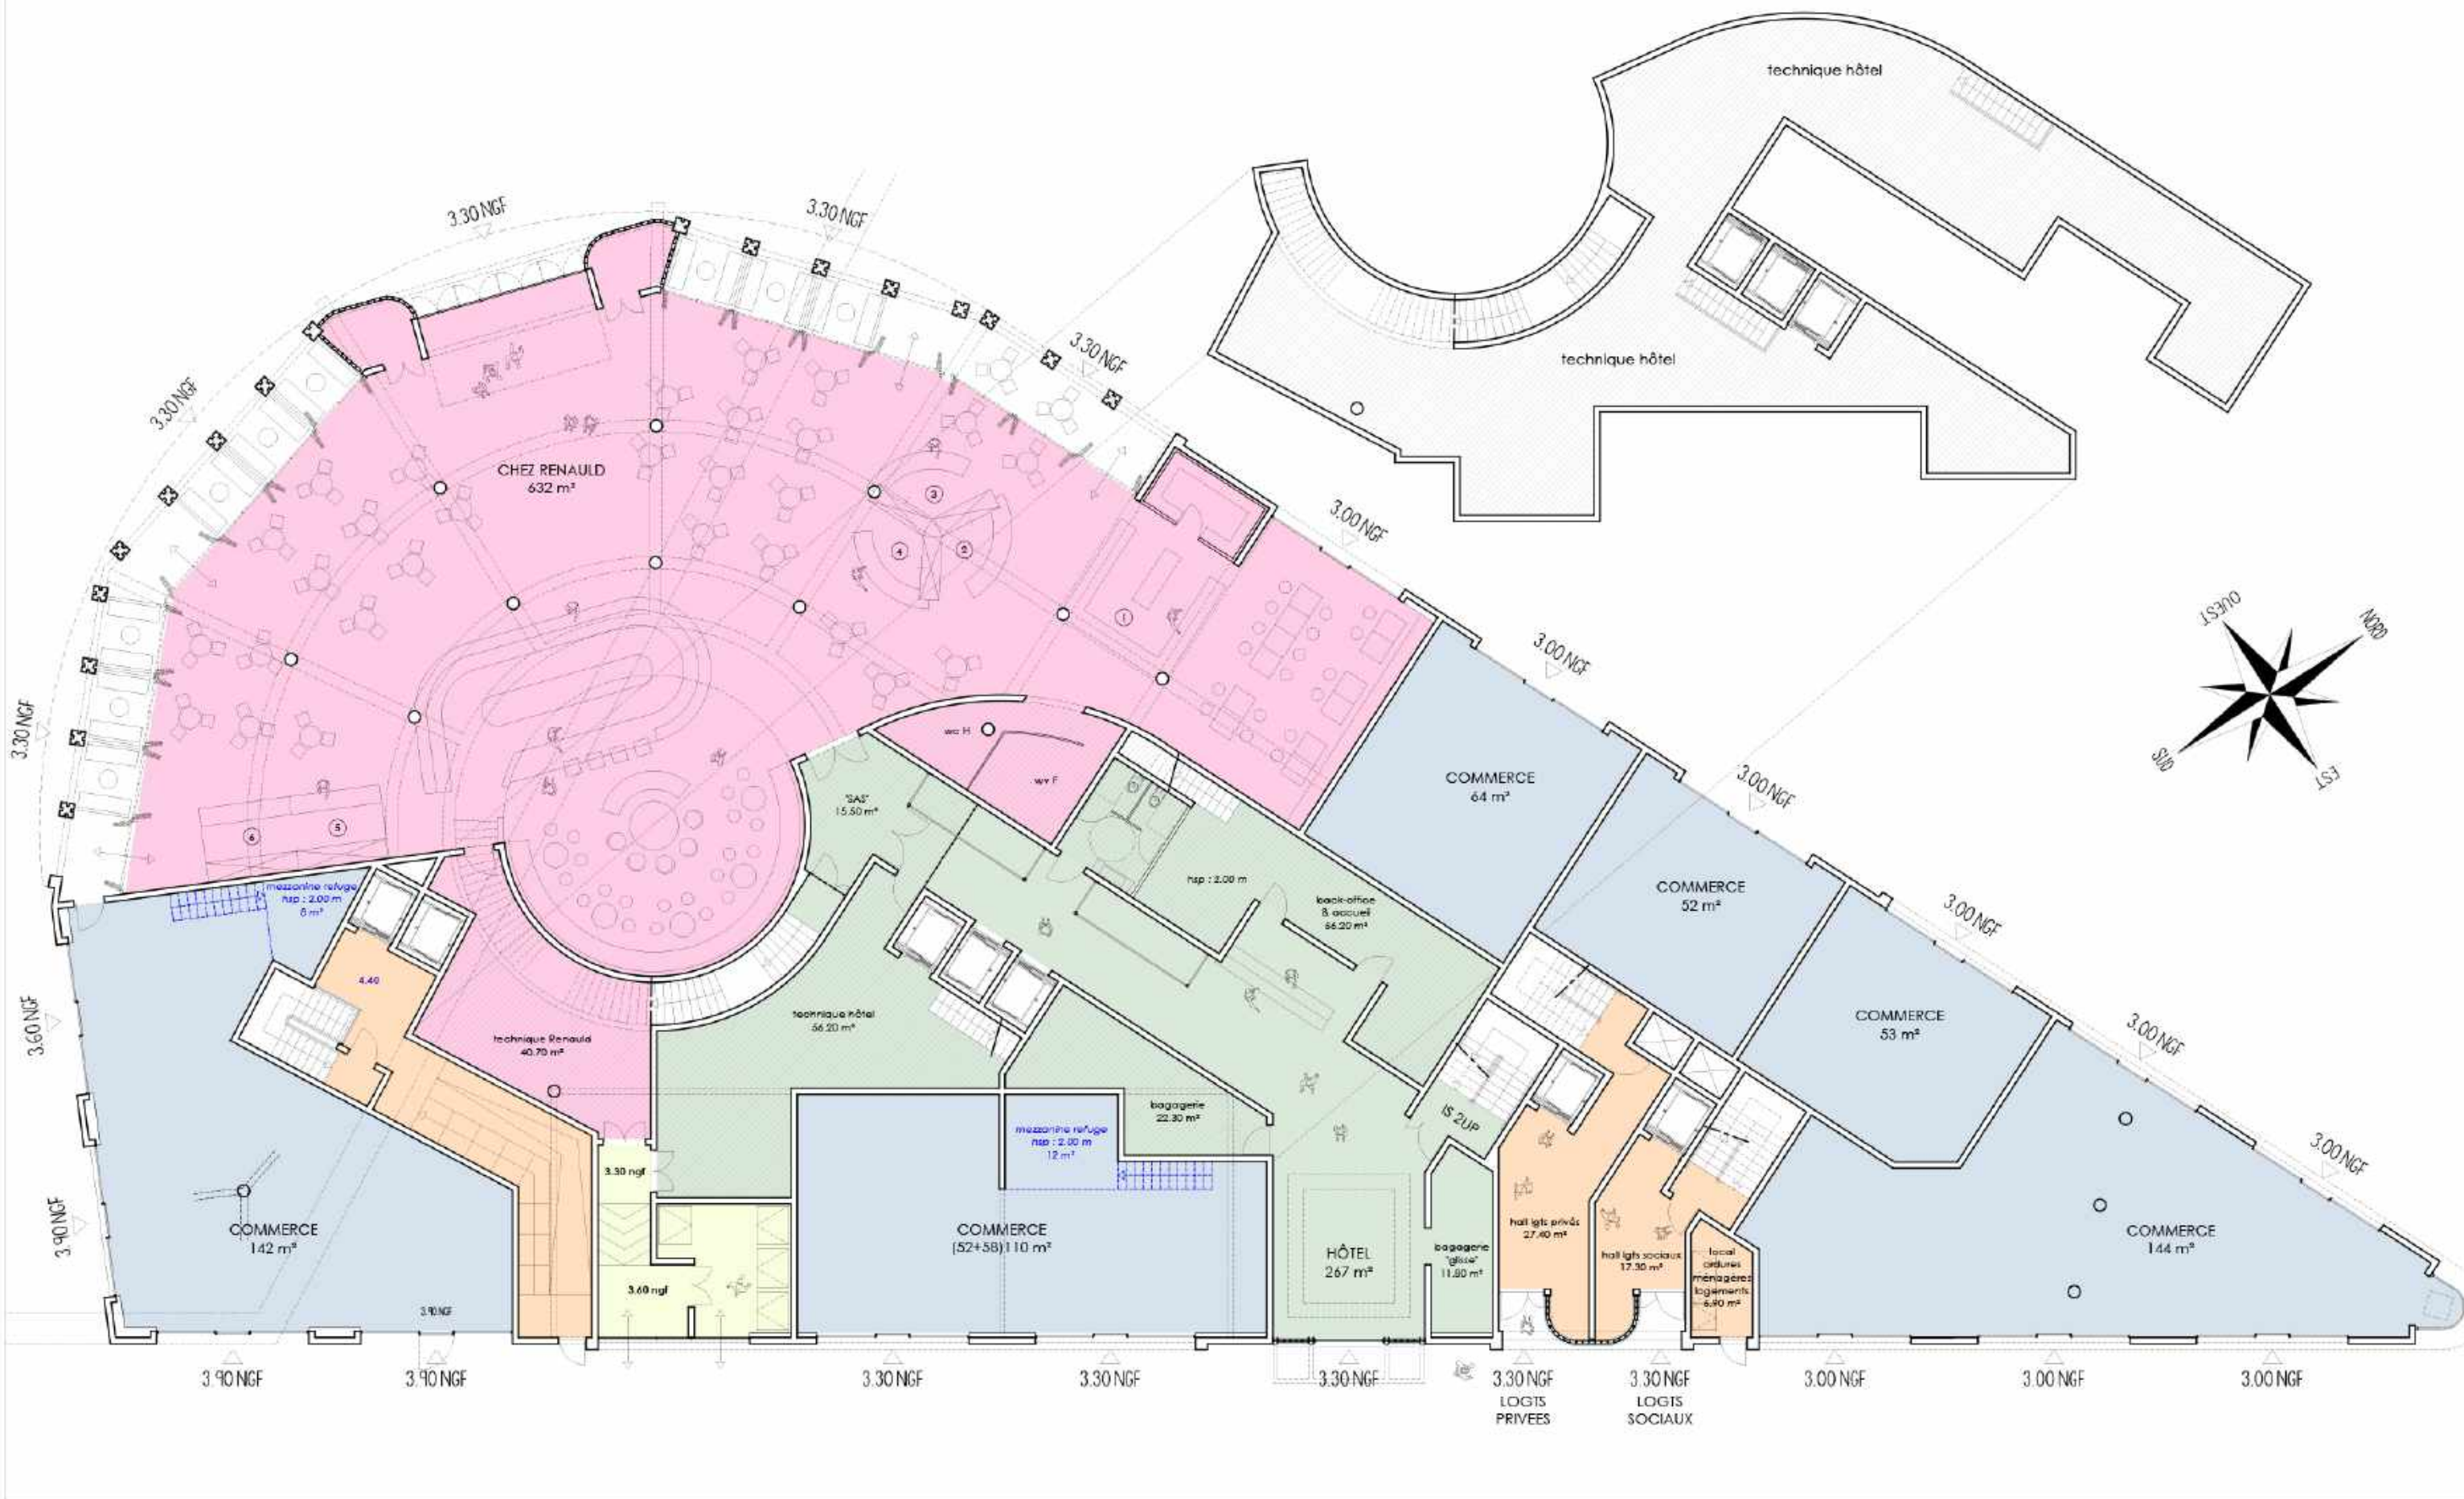 technique hôtel
technique hôtel
3.30 NGF
3.30 NGF
3.30 NGF
3.30 NGF
CHEZ RENAULD
632 m²
3
4
2
1
3.00 NGF
3.00 NGF
OUEST
NORD
SUD
EST
3.30 NGF
wc H
wc F
COMMERCE
64 m²
3.00 NGF
"SAS"
15.50 m²
6
5
mezzanine refuge
hsp : 2.00 m
8 m²
hsp : 2.00 m
back-office
& accueil
66.20 m²
COMMERCE
52 m²
3.00 NGF
4.40
technique Renauld
40.70 m²
technique hôtel
56.20 m²
COMMERCE
53 m²
3.60 NGF
3.00 NGF
bagagerie
22.30 m²
IS 2UP
mezzanine refuge
hsp : 2.00 m
12 m²
3.30 ngf
3.00 NGF
3.90 NGF
COMMERCE
142 m²
COMMERCE
(52+58)110 m²
HÔTEL
267 m²
bagagerie
"glisse"
11.80 m²
hall lgts privés
27.40 m²
hall lgts sociaux
17.30 m²
local
ordures
ménagères
logements
6.90 m²
COMMERCE
144 m²
3.60 ngf
3.90 NGF
3.90 NGF
3.90 NGF
3.30 NGF
3.30 NGF
3.30 NGF
3.30 NGF
LOGTS
PRIVEES
3.30 NGF
LOGTS
SOCIAUX
3.00 NGF
3.00 NGF
3.00 NGF